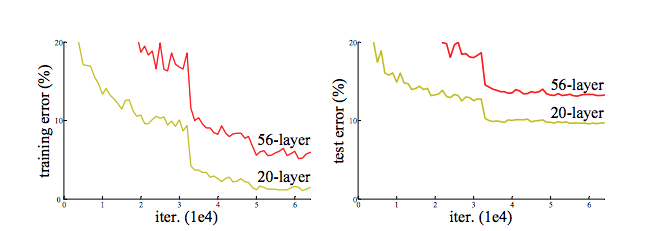 20
10
0
training error (%)
56-layer
20-layer
0 1 2 3 4 5 6
iter. (1e4)
20
10
0
test error (%)
56-layer
20-layer
0 1 2 3 4 5 6
iter. (1e4)